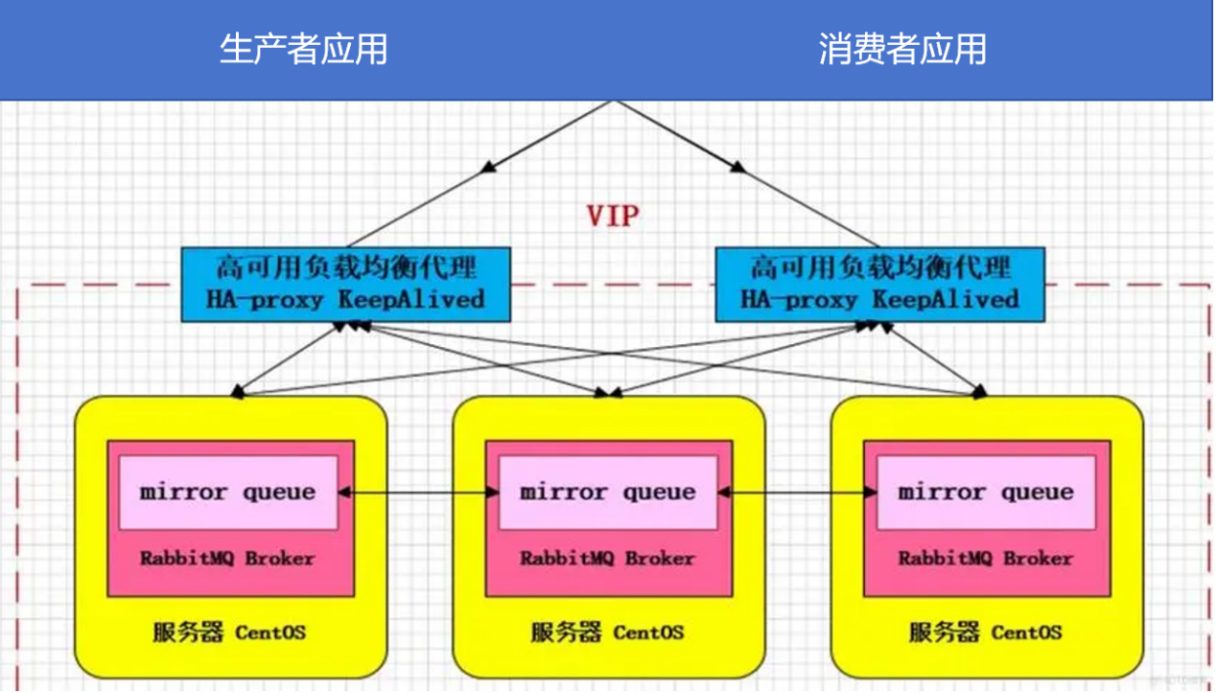 生产者应用 消费者应用
VIP
高可用负载均衡代理 高可用负载均衡代理
HA-proxy KeepAlived HA-proxy KeepAlived
mirror queue mirror queue mirror queue
RabbitMQ Broker RabbitMQ Broker RabbitMQ Broker
服务器 CentOS 服务器 CentOS 服务器 CentOS